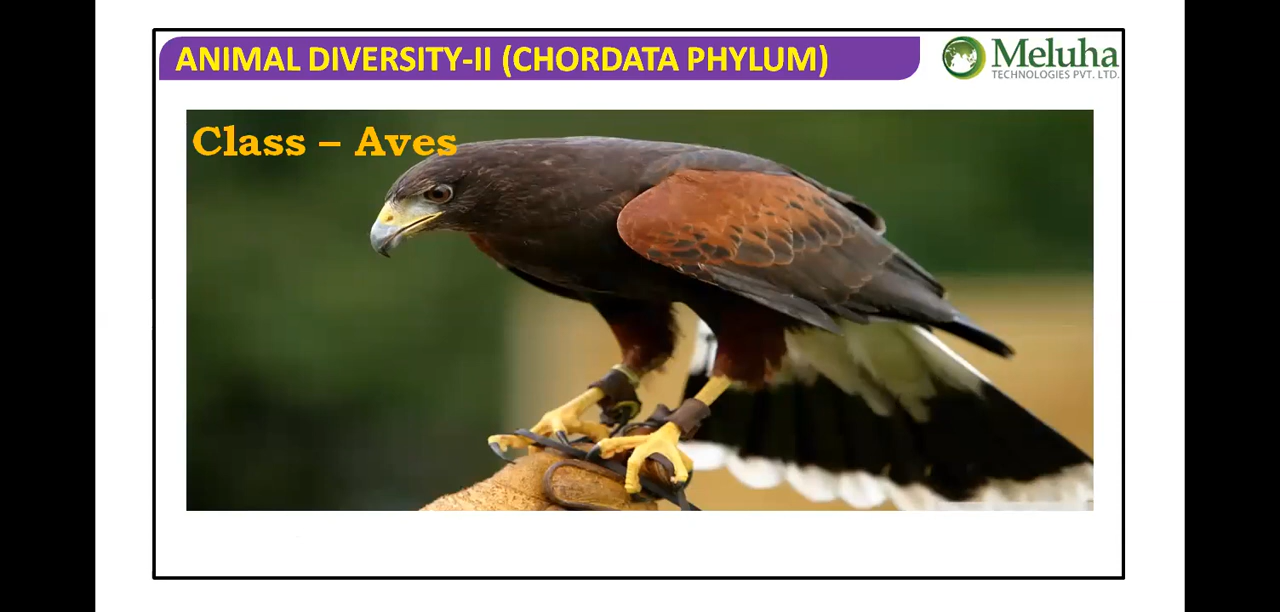 ANIMAL DIVERSITY-II (CHORDATA PHYLUM)
Meluha
TECHNOLOGIES PVT. LTD.
Class – Aves